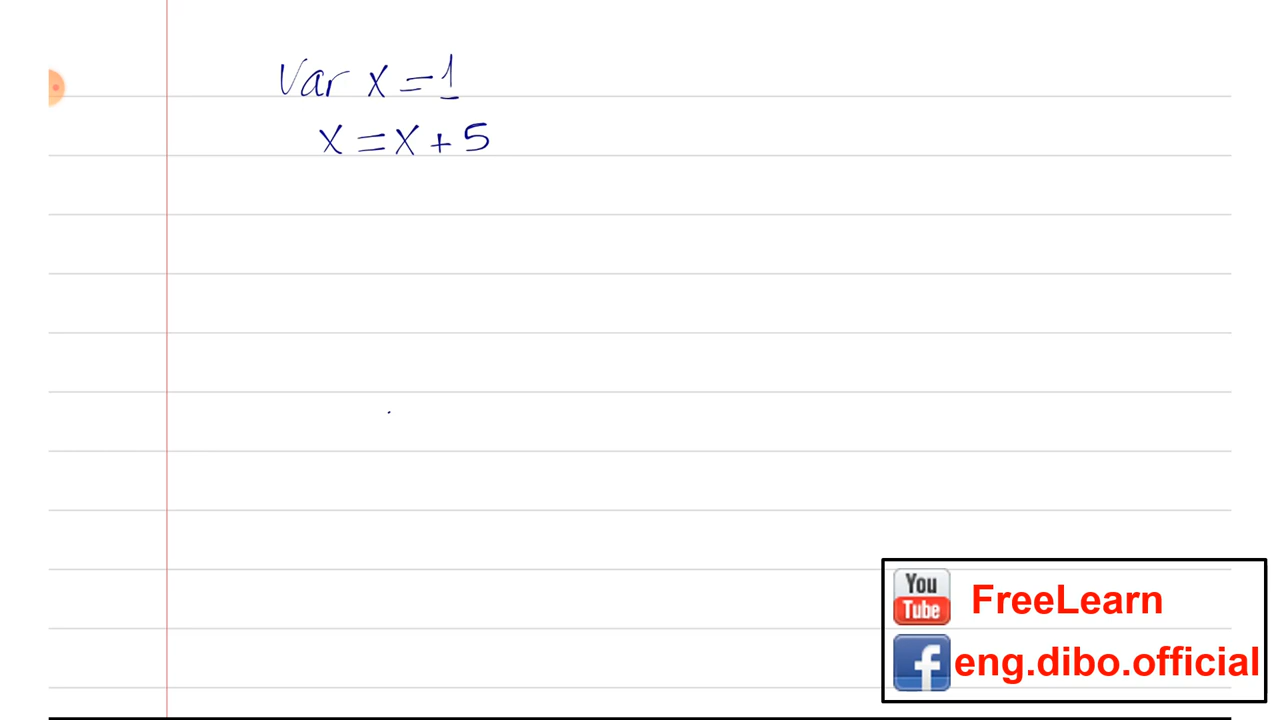 Var x = 1
x = x + 5
You
Tube
FreeLearn
f
eng.dibo.official